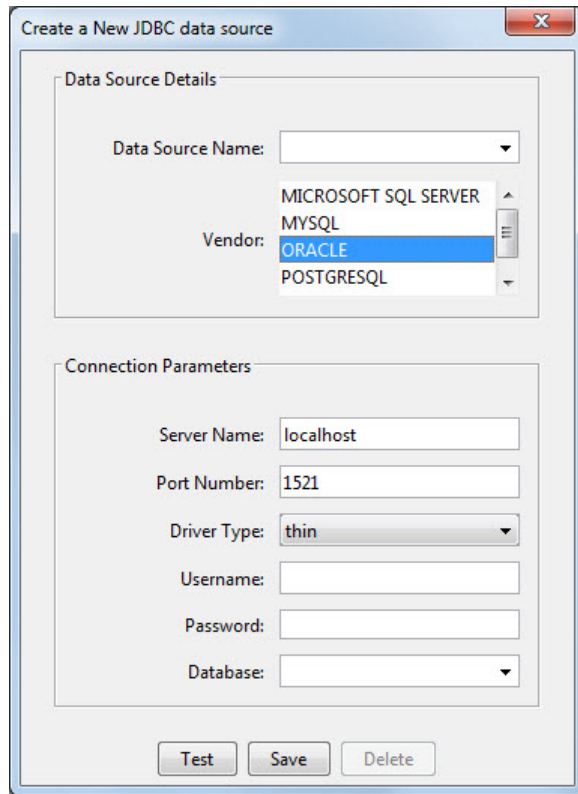 Create a New JDBC data source
Data Source Details
Data Source Name:
Vendor:
MICROSOFT SQL SERVER
MYSQL
ORACLE
POSTGRESQL
Connection Parameters
Server Name: localhost
Port Number: 1521
Driver Type: thin
Username:
Password:
Database:
Test Save Delete